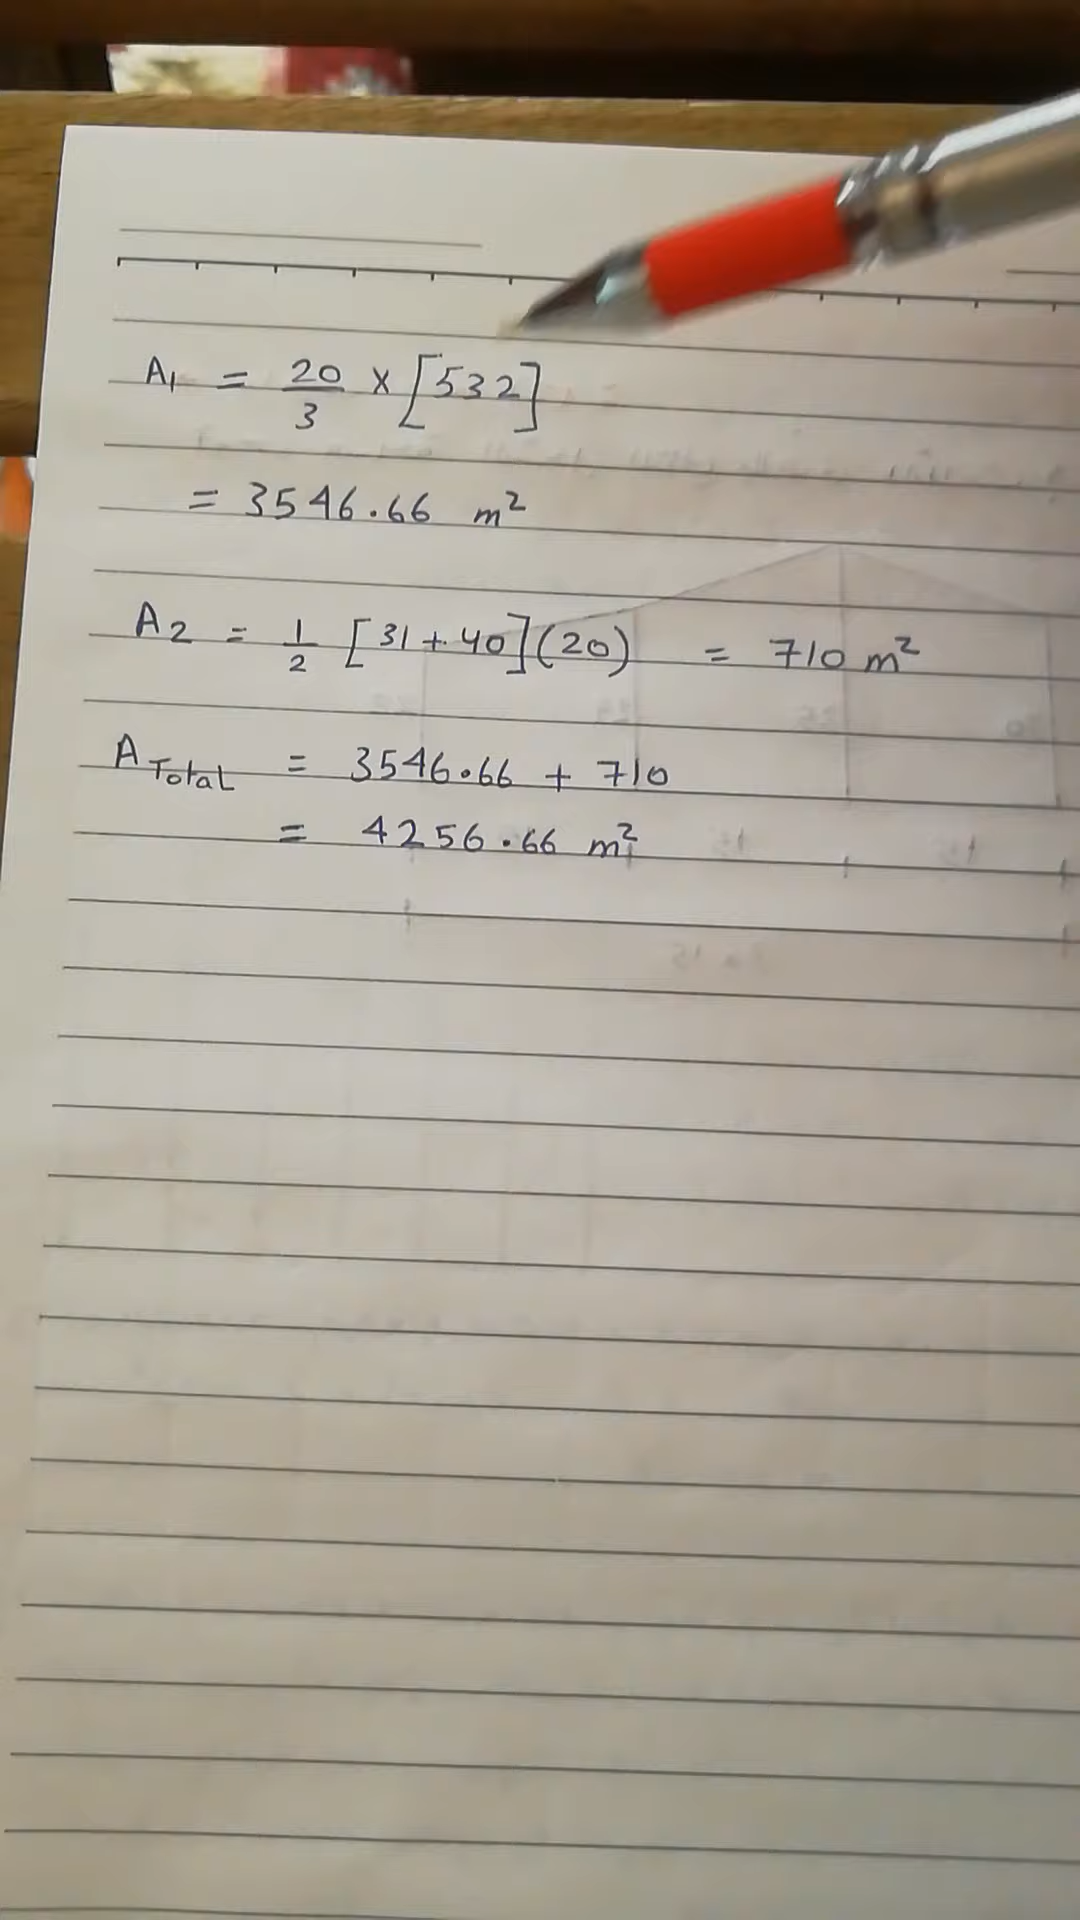 A1 = 20/3 × [532]
= 3546.66 m²
A2 = 1/2 [31 + 40](20) = 710 m²
A Total = 3546.66 + 710
= 4256.66 m²